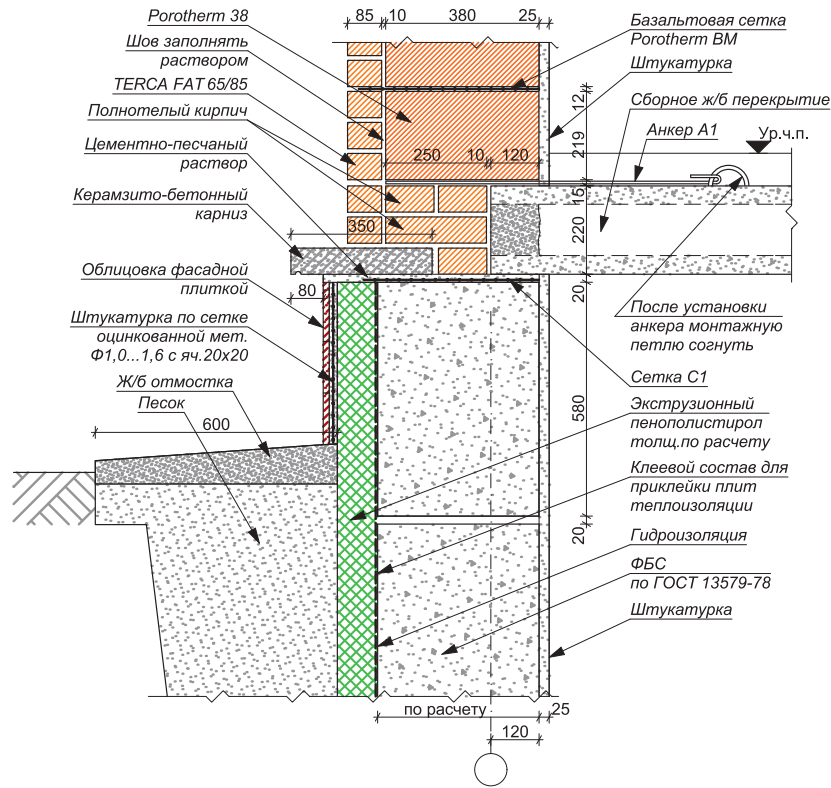 85
10
380
25
Porotherm 38
Шов заполнять
раствором
TERCA FAT 65/85
Полнотелый кирпич
Цементно-песчаный
раствор
Керамзито-бетонный
карниз
Облицовка фасадной
плиткой
Штукатурка по сетке
оцинкованной мет.
Ф1,0...1,6 с яч.20х20
Ж/б отмостка
Песок
600
350
80
250
10
120
Базальтовая сетка
Porotherm BM
Штукатурка
Сборное ж/б перекрытие
Анкер А1
Ур.ч.п.
12
219
15
220
20
580
20
После установки
анкера монтажную
петлю согнуть
Сетка С1
Экструзионный
пенополистирол
толщ.по расчету
Клеевой состав для
приклейки плит
теплоизоляции
Гидроизоляция
ФБС
по ГОСТ 13579-78
Штукатурка
по расчету
25
120